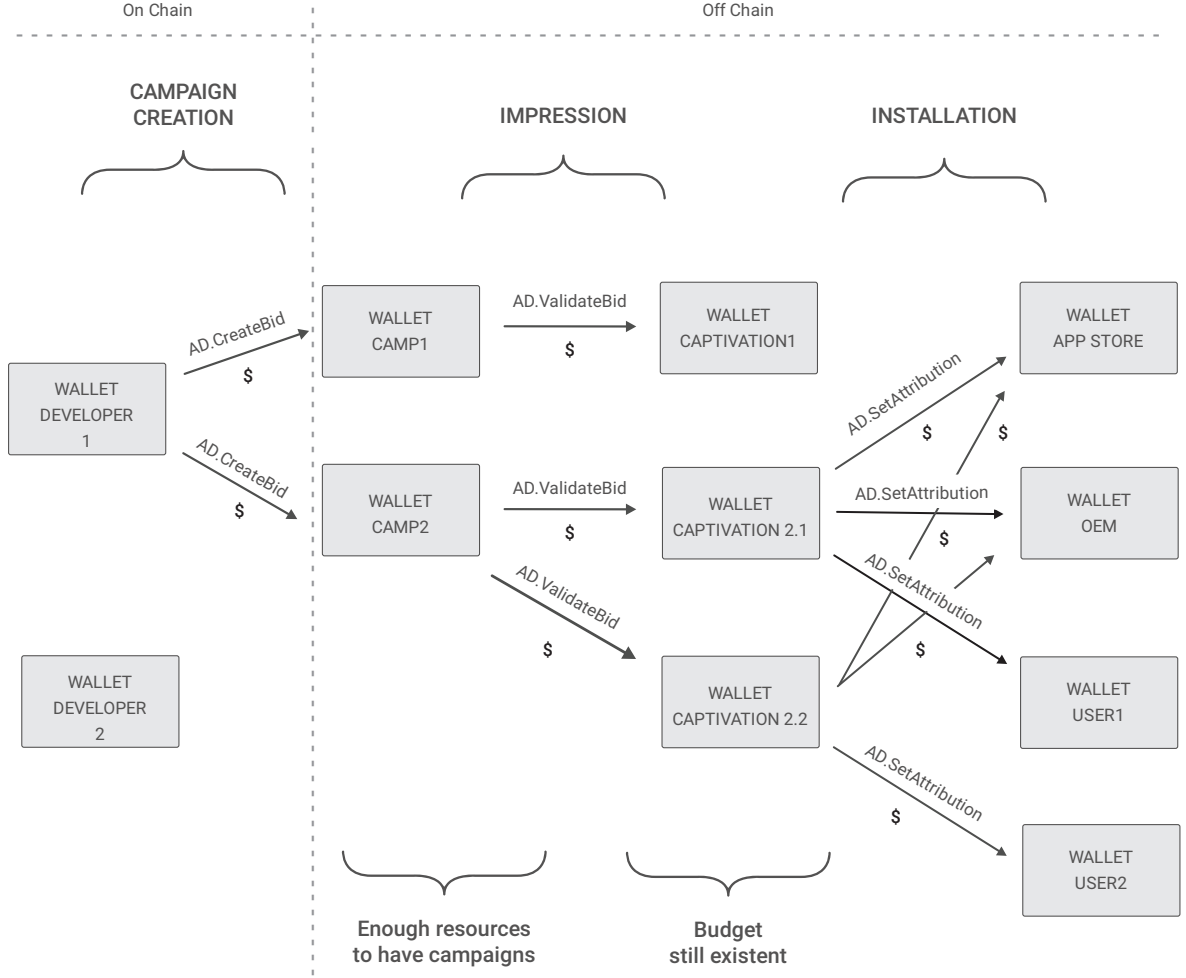 On Chain
Off Chain
CAMPAIGN
CREATION
IMPRESSION
INSTALLATION
WALLET
DEVELOPER
1
AD.CreateBid
$
AD.CreateBid
$
WALLET
DEVELOPER
2
WALLET
CAMP1
AD.ValidateBid
$
WALLET
CAPTIVATION1
WALLET
CAMP2
AD.ValidateBid
$
WALLET
CAPTIVATION 2.1
AD.ValidateBid
$
WALLET
CAPTIVATION 2.2
AD.SetAttribution
$
$
WALLET
APP STORE
AD.SetAttribution
$
WALLET
OEM
AD.SetAttribution
$
WALLET
USER1
AD.SetAttribution
$
WALLET
USER2
Enough resources
to have campaigns
Budget
still existent